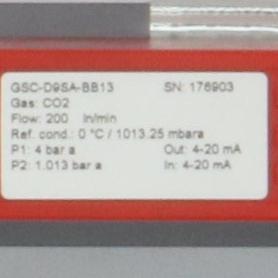 GSC-D9SA-BB13 SN: 176903
Gas: CO2
Flow: 200 ln/min
Ref. cond.: 0 °C / 1013.25 mbara
P1: 4 bar a Out: 4-20 mA
P2: 1.013 bar a In: 4-20 mA